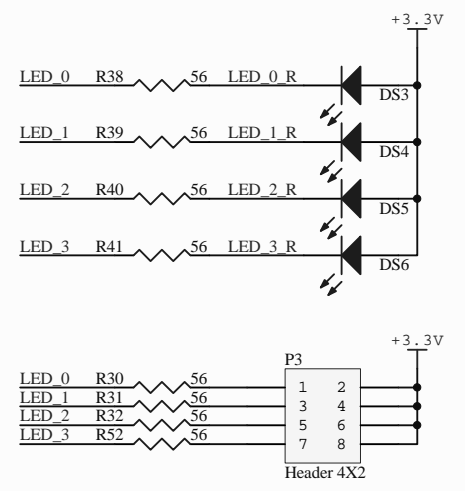 +3.3V
LED_0 R38 56 LED_0_R
DS3
LED_1 R39 56 LED_1_R
DS4
LED_2 R40 56 LED_2_R
DS5
LED_3 R41 56 LED_3_R
DS6
+3.3V
P3
LED_0 R30 56 1 2
LED_1 R31 56 3 4
LED_2 R32 56 5 6
LED_3 R52 56 7 8
Header 4X2